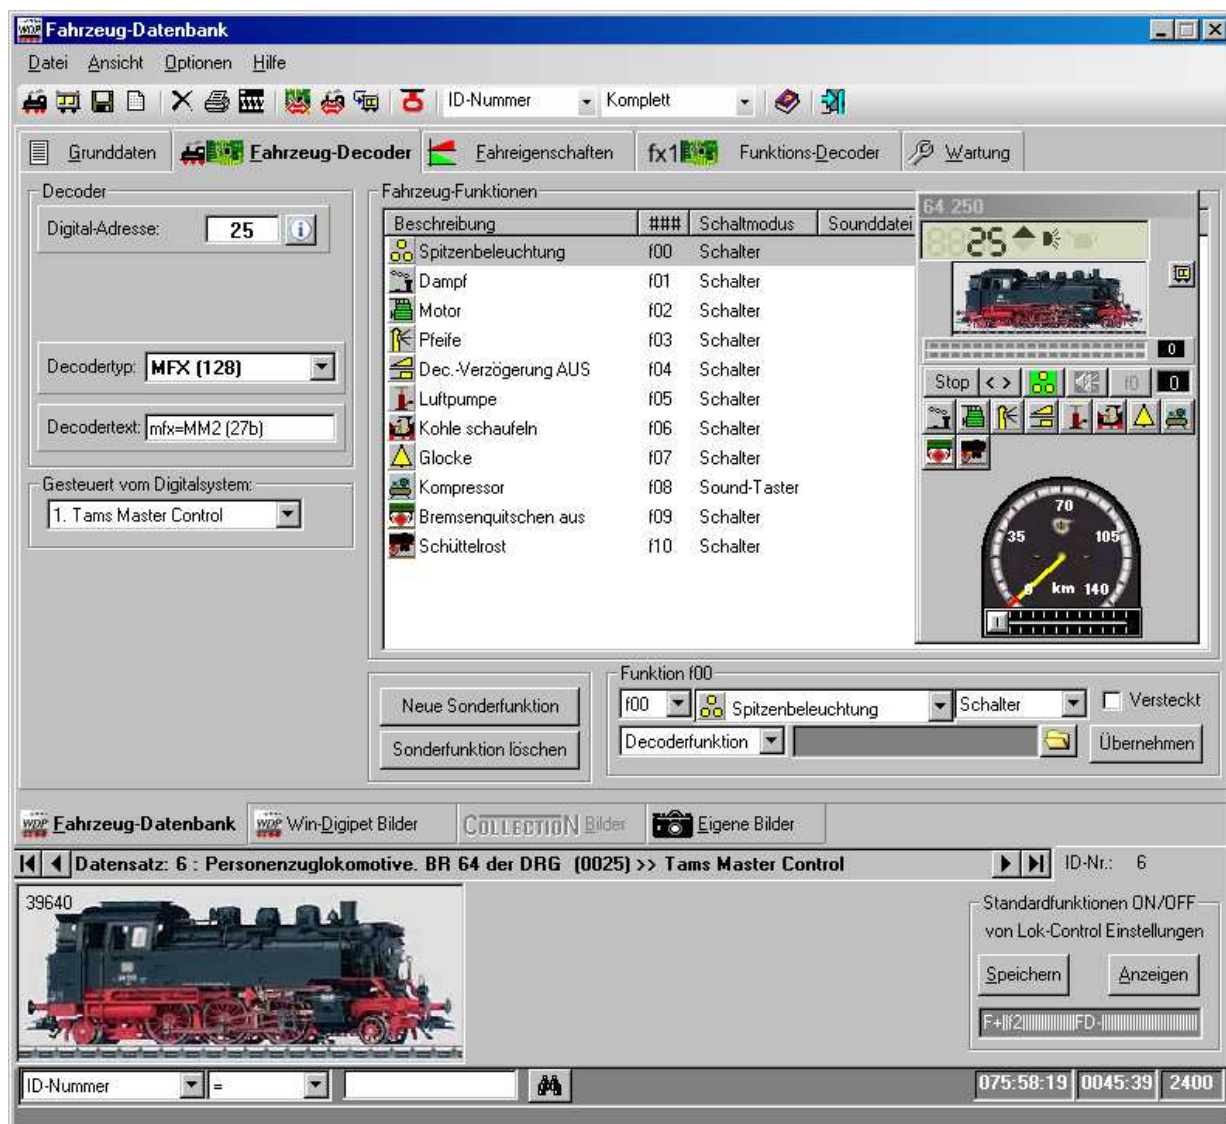 WDP Fahrzeug-Datenbank
Datei Ansicht Optionen Hilfe
ID-Nummer Komplett
Grunddaten Fahrzeug-Decoder Fahreigenschaften fx1 Funktions-Decoder Wartung
Decoder
Digital-Adresse: 25
Decodertyp: MFX (128)
Decodertext: mfx=MM2 (27b)
Gesteuert vom Digitalsystem:
1. Tams Master Control
Fahrzeug-Funktionen
Beschreibung ### Schaltmodus Sounddatei
Spitzenbeleuchtung f00 Schalter
Dampf f01 Schalter
Motor f02 Schalter
Pfeife f03 Schalter
Dec.-Verzögerung AUS f04 Schalter
Luftpumpe f05 Schalter
Kohle schaufeln f06 Schalter
Glocke f07 Schalter
Kompressor f08 Sound-Taster
Bremsenquitschen aus f09 Schalter
Schüttelrost f10 Schalter
64 250
25
0
Stop < > f0 0
70
35 105
0 km 140
Neue Sonderfunktion
Sonderfunktion löschen
Funktion f00
f00 Spitzenbeleuchtung Schalter Versteckt
Decoderfunktion Übernehmen
WDP Fahrzeug-Datenbank WDP Win-Digipet Bilder COLLECTION Bilder Eigene Bilder
Datensatz: 6 : Personenzuglokomotive. BR 64 der DRG (0025) >> Tams Master Control ID-Nr.: 6
39640
Standardfunktionen ON/OFF
von Lok-Control Einstellungen
Speichern Anzeigen
F+||f2||||||||||||||FD-||||||||||||||||||||||
ID-Nummer =
075:58:19 0045:39 2400